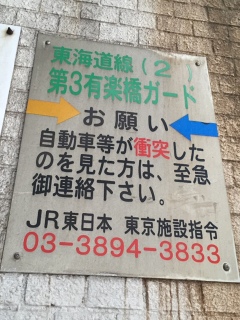 東海道線(2)
第3有楽橋ガード
お願い
自動車等が衝突した
のを見た方は、至急
御連絡下さい。
JR東日本 東京施設指令
03-3894-3833